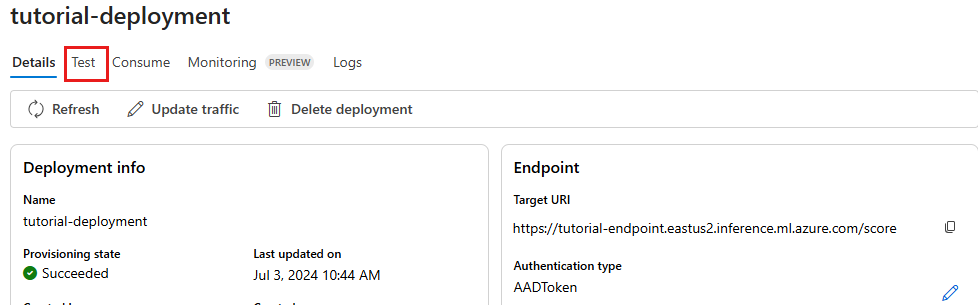 tutorial-deployment
Details Test Consume Monitoring PREVIEW Logs
Refresh Update traffic Delete deployment
Deployment info
Name
tutorial-deployment
Provisioning state Last updated on
Succeeded Jul 3, 2024 10:44 AM
Endpoint
Target URI
https://tutorial-endpoint.eastus2.inference.ml.azure.com/score
Authentication type
AADToken